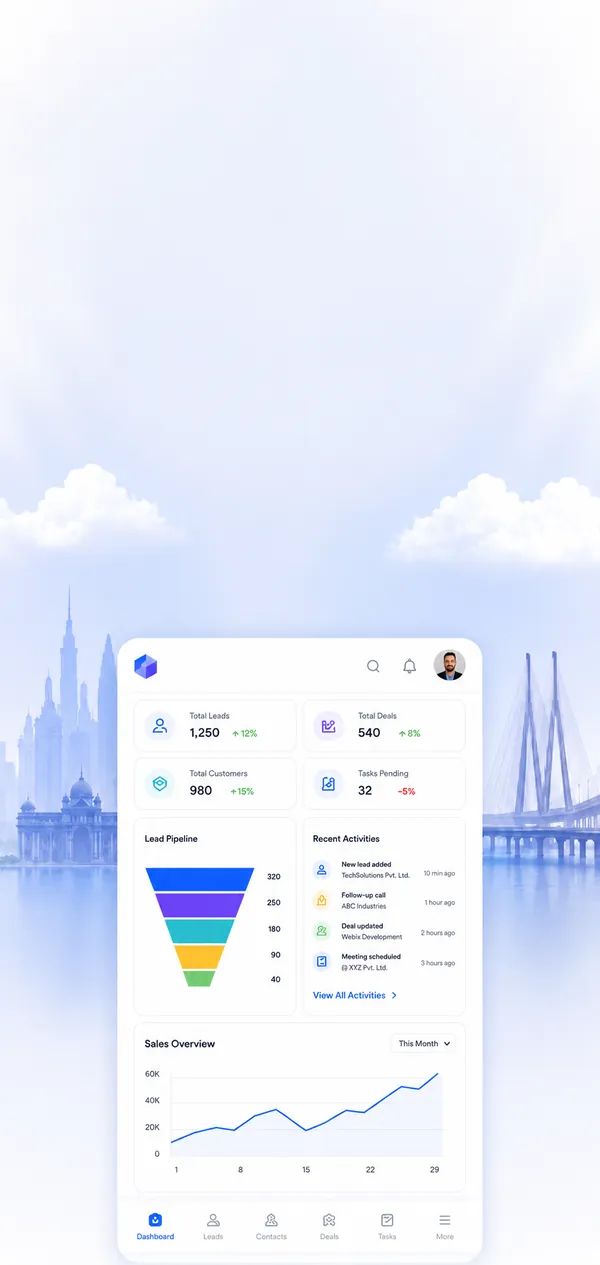 Total Leads
1,250 ↑ 12%
Total Deals
540 ↑ 8%
Total Customers
980 +15%
Tasks Pending
32 -5%
Lead Pipeline
320
250
180
90
40
Recent Activities
New lead added
TechSolutions Pvt. Ltd. 10 min ago
Follow-up call
ABC Industries 1 hour ago
Deal updated
Webix Development 2 hours ago
Meeting scheduled
@ XXZ Pvt. Ltd. 3 hours ago
View All Activities >
Sales Overview
This Month
60K
40K
20K
0
1 8 15 22 29
Dashboard Leads Contacts Deals Tasks More